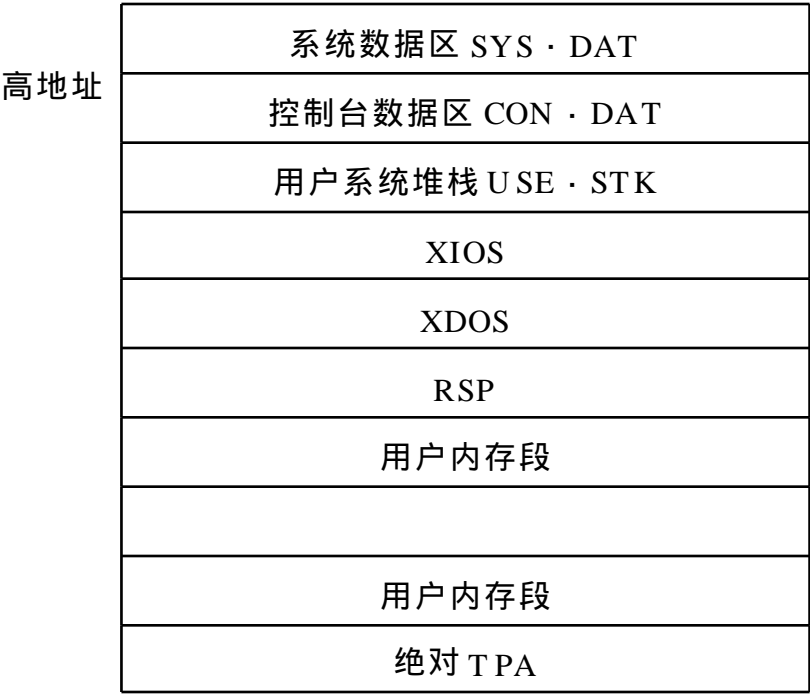 系统数据区 SYS · DAT
高地址
控制台数据区 CON · DAT
用户系统堆栈 USE · STK
XIOS
XDOS
RSP
用户内存段
用户内存段
绝对 TPA